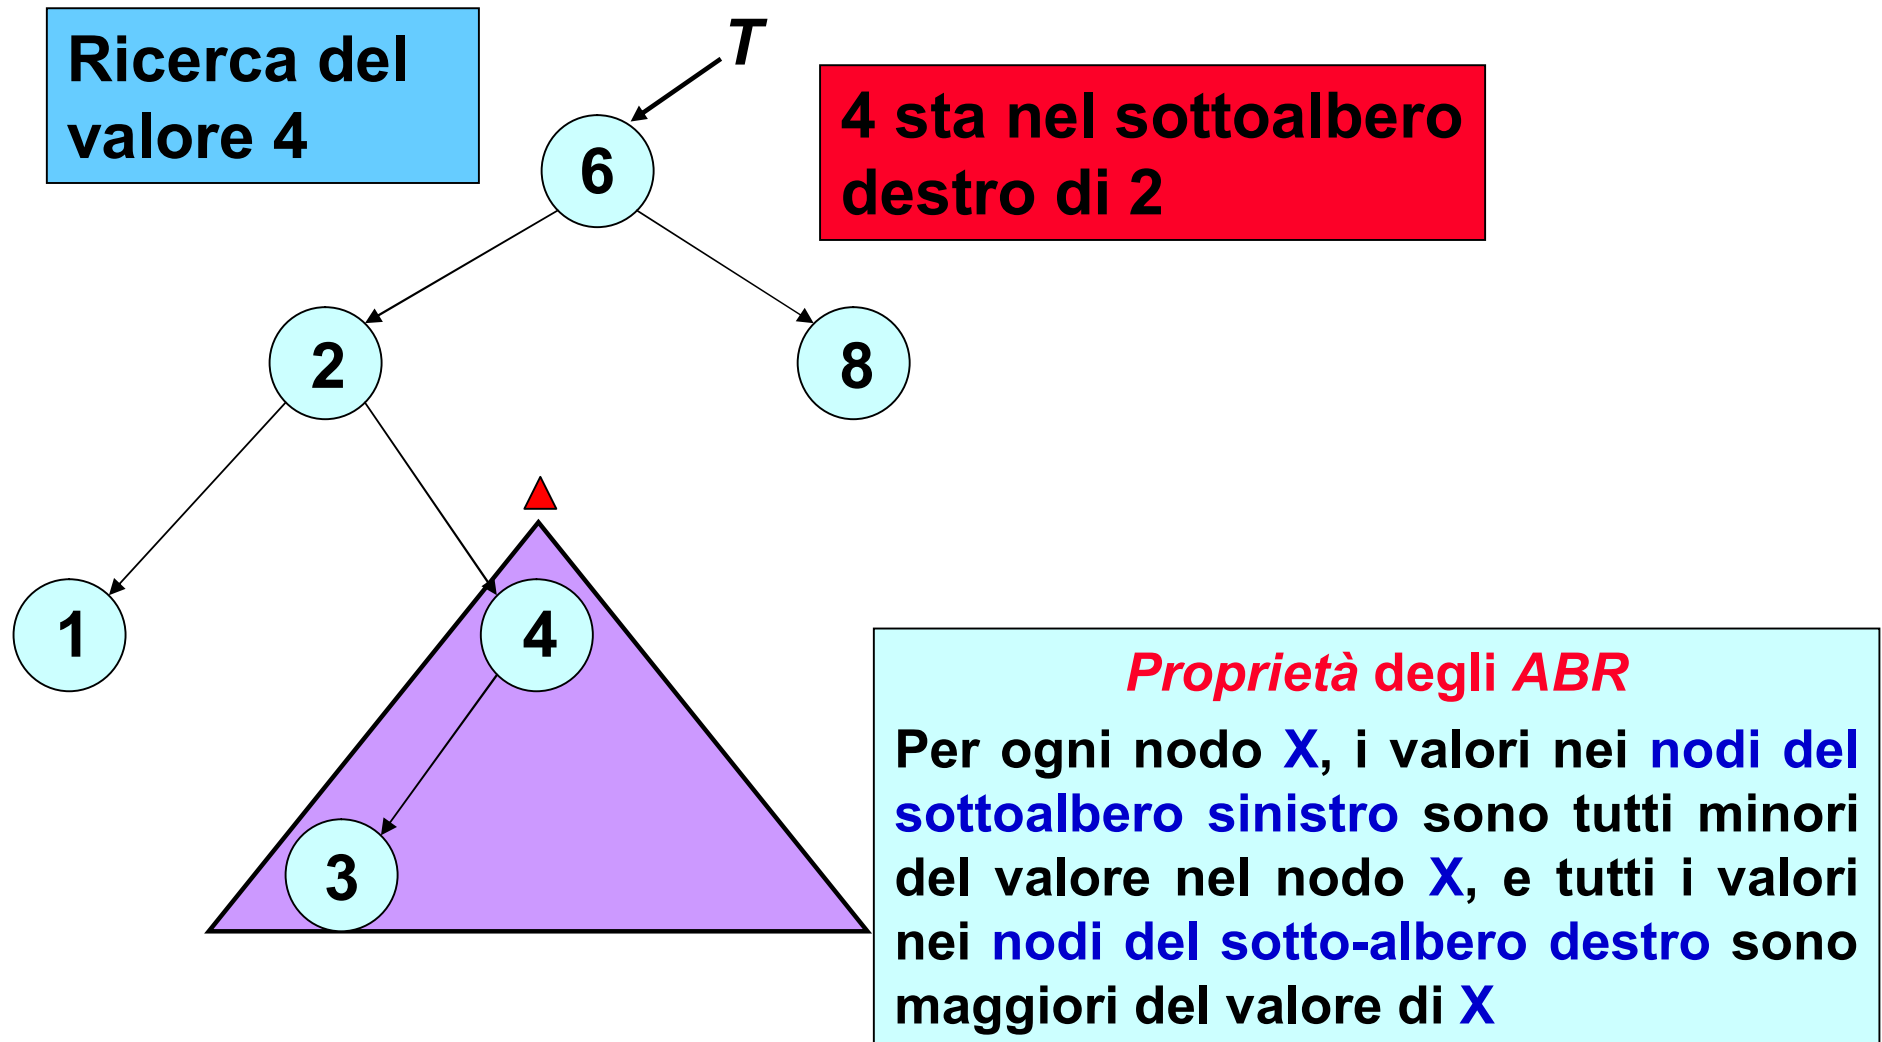 Ricerca del
valore 4
T
4 sta nel sottoalbero
destro di 2
6
2
8
1
4
3
Proprietà degli ABR
Per ogni nodo X, i valori nei nodi del
sottoalbero sinistro sono tutti minori
del valore nel nodo X, e tutti i valori
nei nodi del sotto-albero destro sono
maggiori del valore di X